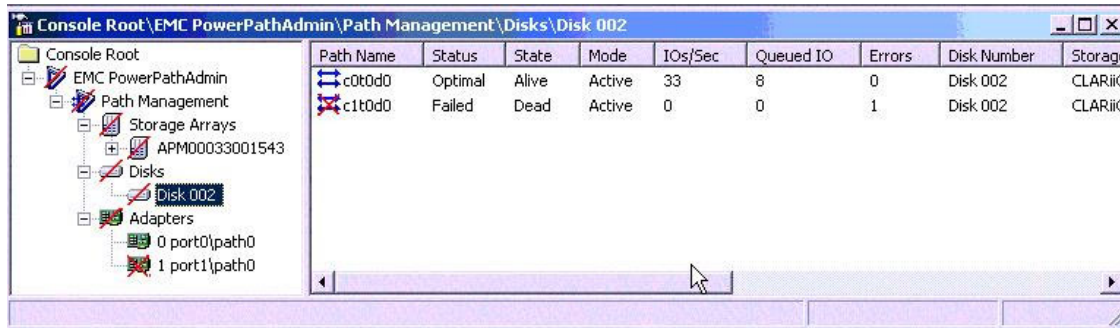 Console Root\EMC PowerPathAdmin\Path Management\Disks\Disk 002
Console Root
EMC PowerPathAdmin
Path Management
Storage Arrays
APM00033001543
Disks
Disk 002
Adapters
0 port0\path0
1 port1\path0
Path Name Status State Mode IOs/Sec Queued IO Errors Disk Number Storag
c0t0d0 Optimal Alive Active 33 8 0 Disk 002 CLARii
c1t0d0 Failed Dead Active 0 0 1 Disk 002 CLARii